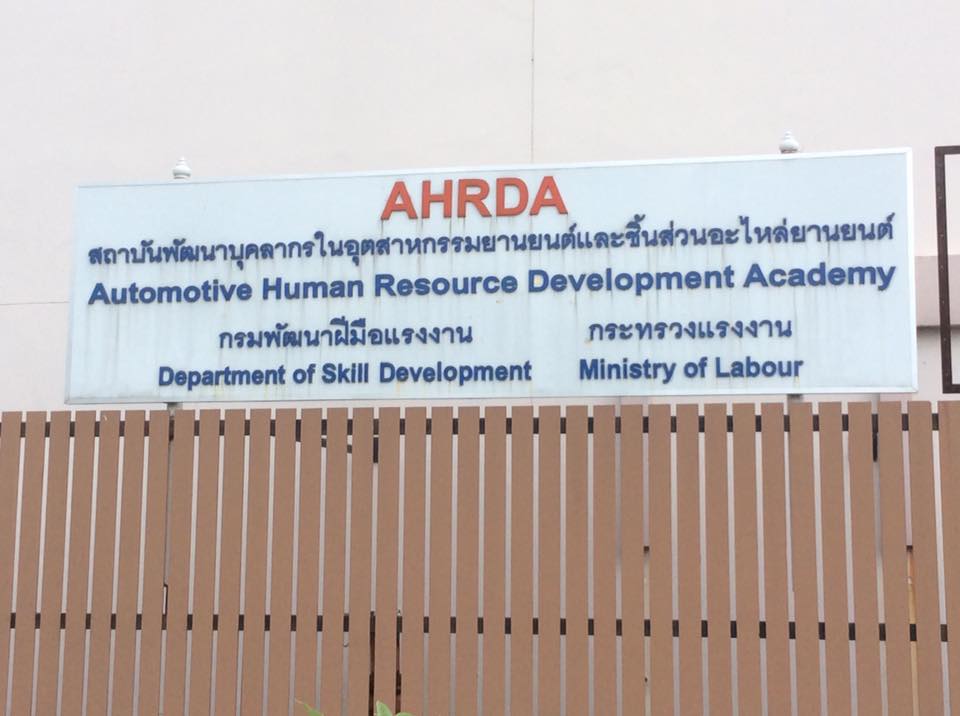 AHRDA
สถาบันพัฒนาบุคลากรในอุตสาหกรรมยานยนต์และชิ้นส่วนอะไหล่ยานยนต์
Automotive Human Resource Development Academy
กรมพัฒนาฝีมือแรงงาน กระทรวงแรงงาน
Department of Skill Development Ministry of Labour